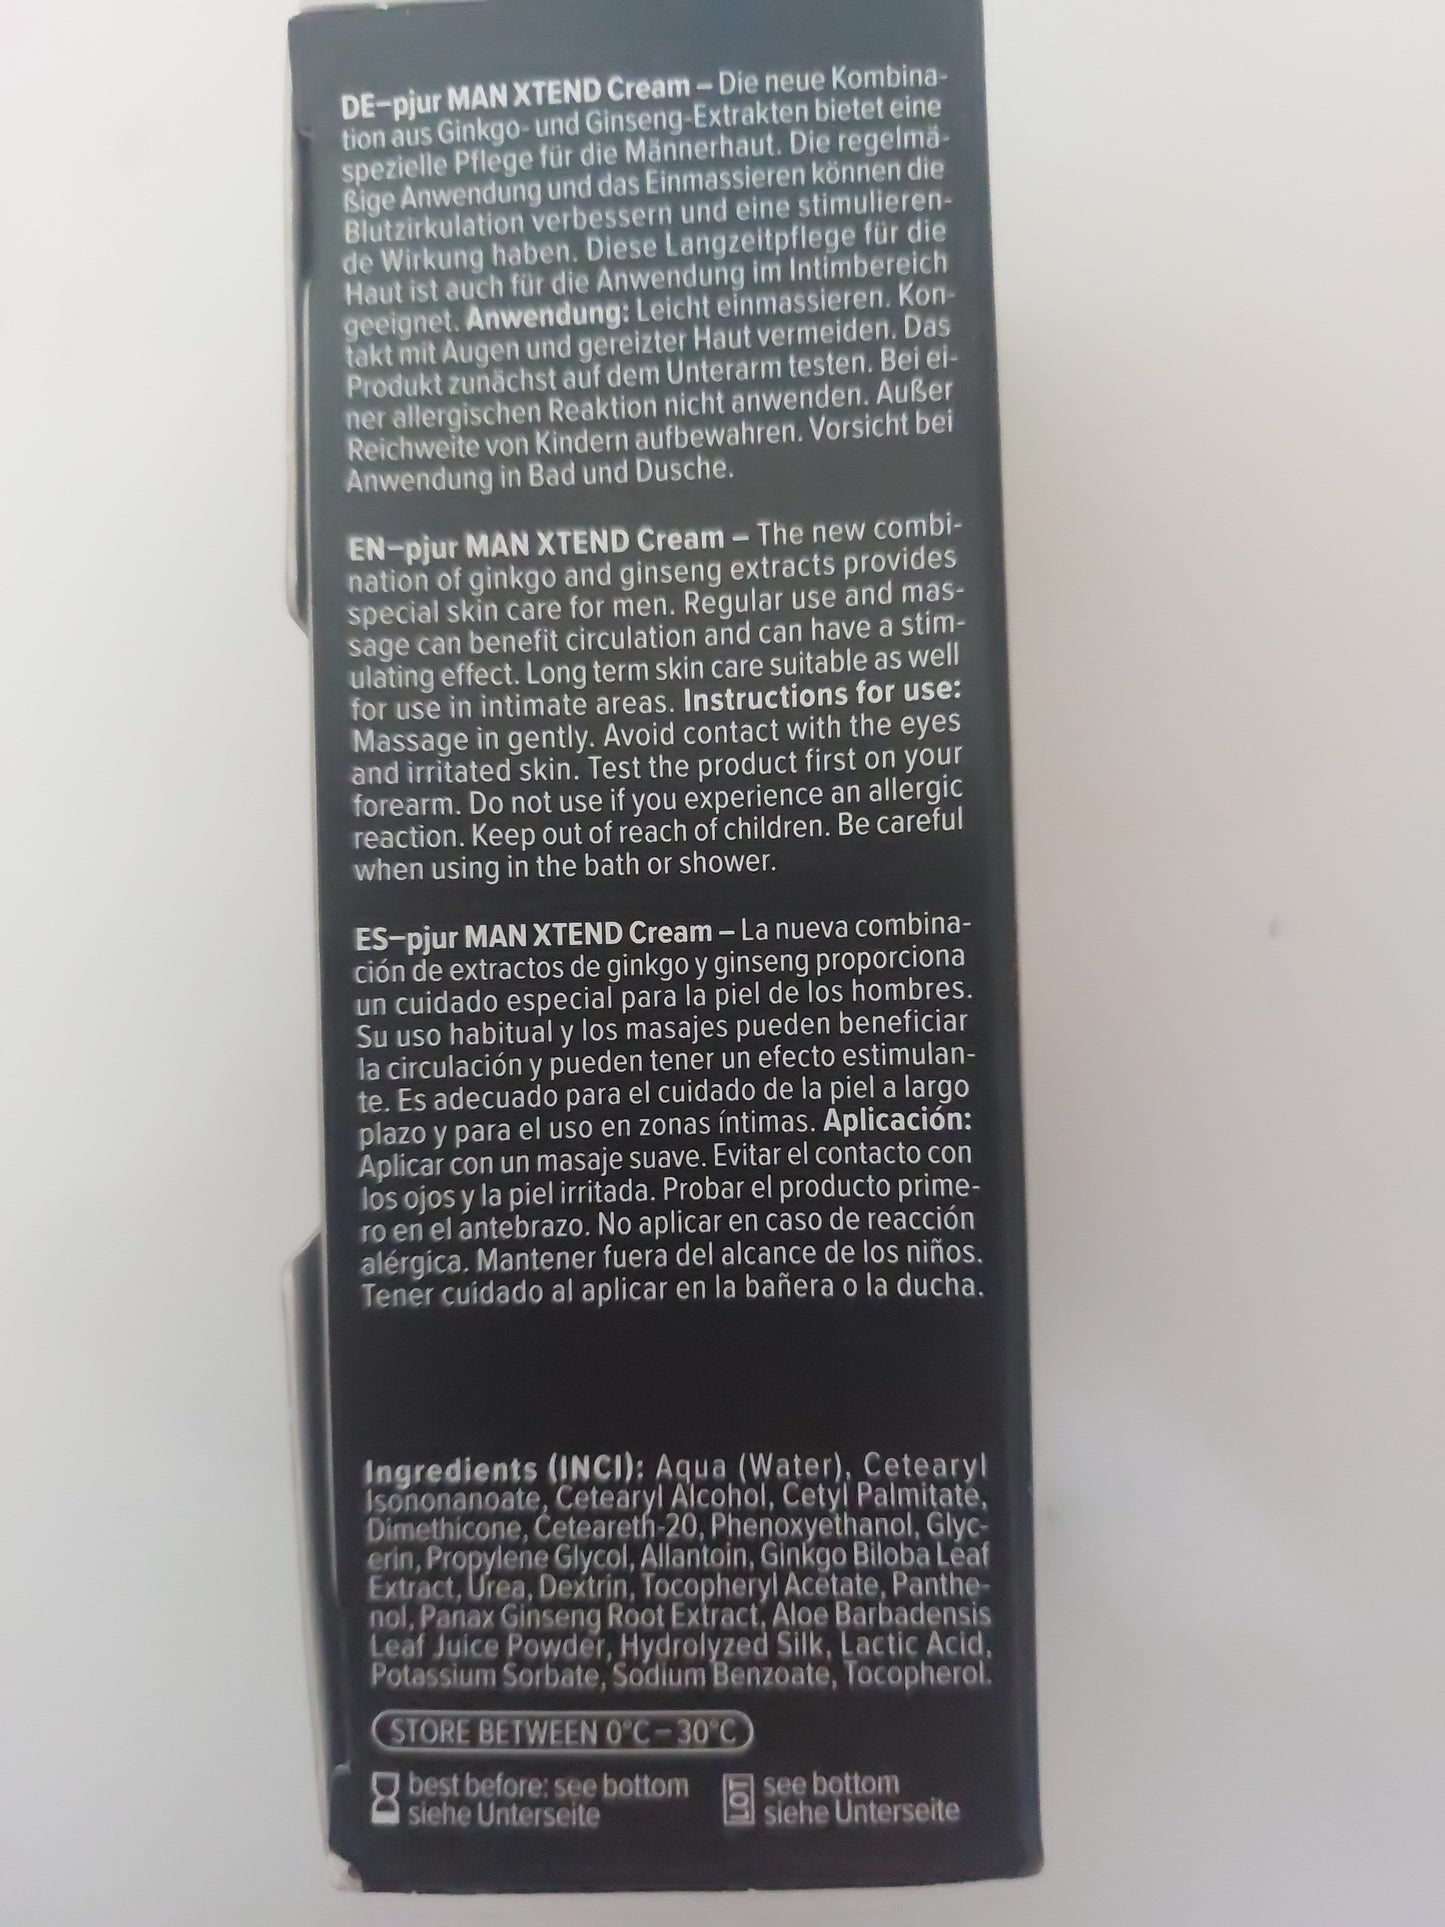 DE–pjur MAN XTEND Cream – Die neue Kombina-
tion aus Ginkgo- und Ginseng-Extrakten bietet eine
spezielle Pflege für die Männerhaut. Die regelmä-
ßige Anwendung und das Einmassieren können die
Blutzirkulation verbessern und eine stimulieren-
de Wirkung haben. Diese Langzeitpflege für die
Haut ist auch für die Anwendung im Intimbereich
geeignet. Anwendung: Leicht einmassieren. Kon-
takt mit Augen und gereizter Haut vermeiden. Das
Produkt zunächst auf dem Unterarm testen. Bei ei-
ner allergischen Reaktion nicht anwenden. Außer
Reichweite von Kindern aufbewahren. Vorsicht bei
Anwendung in Bad und Dusche.
EN–pjur MAN XTEND Cream – The new combi-
nation of ginkgo and ginseng extracts provides
special skin care for men. Regular use and mas-
sage can benefit circulation and can have a stim-
ulating effect. Long term skin care suitable as well
for use in intimate areas. Instructions for use:
Massage in gently. Avoid contact with the eyes
and irritated skin. Test the product first on your
forearm. Do not use if you experience an allergic
reaction. Keep out of reach of children. Be careful
when using in the bath or shower.
ES–pjur MAN XTEND Cream – La nueva combina-
ción de extractos de ginkgo y ginseng proporciona
un cuidado especial para la piel de los hombres.
Su uso habitual y los masajes pueden beneficiar
la circulación y pueden tener un efecto estimulan-
te. Es adecuado para el cuidado de la piel a largo
plazo y para el uso en zonas íntimas. Aplicación:
Aplicar con un masaje suave. Evitar el contacto con
los ojos y la piel irritada. Probar el producto prime-
ro en el antebrazo. No aplicar en caso de reacción
alérgica. Mantener fuera del alcance de los niños.
Tener cuidado al aplicar en la bañera o la ducha.
Ingredients (INCI): Aqua (Water), Cetearyl
Isononanoate, Cetearyl Alcohol, Cetyl Palmitate,
Dimethicone, Ceteareth-20, Phenoxyethanol, Glyc-
erin, Propylene Glycol, Allantoin, Ginkgo Biloba Leaf
Extract, Urea, Dextrin, Tocopheryl Acetate, Panthe-
nol, Panax Ginseng Root Extract, Aloe Barbadensis
Leaf Juice Powder, Hydrolyzed Silk, Lactic Acid,
Potassium Sorbate, Sodium Benzoate, Tocopherol.
STORE BETWEEN 0°C – 30°C
best before: see bottom
siehe Unterseite
LOT see bottom
siehe Unterseite